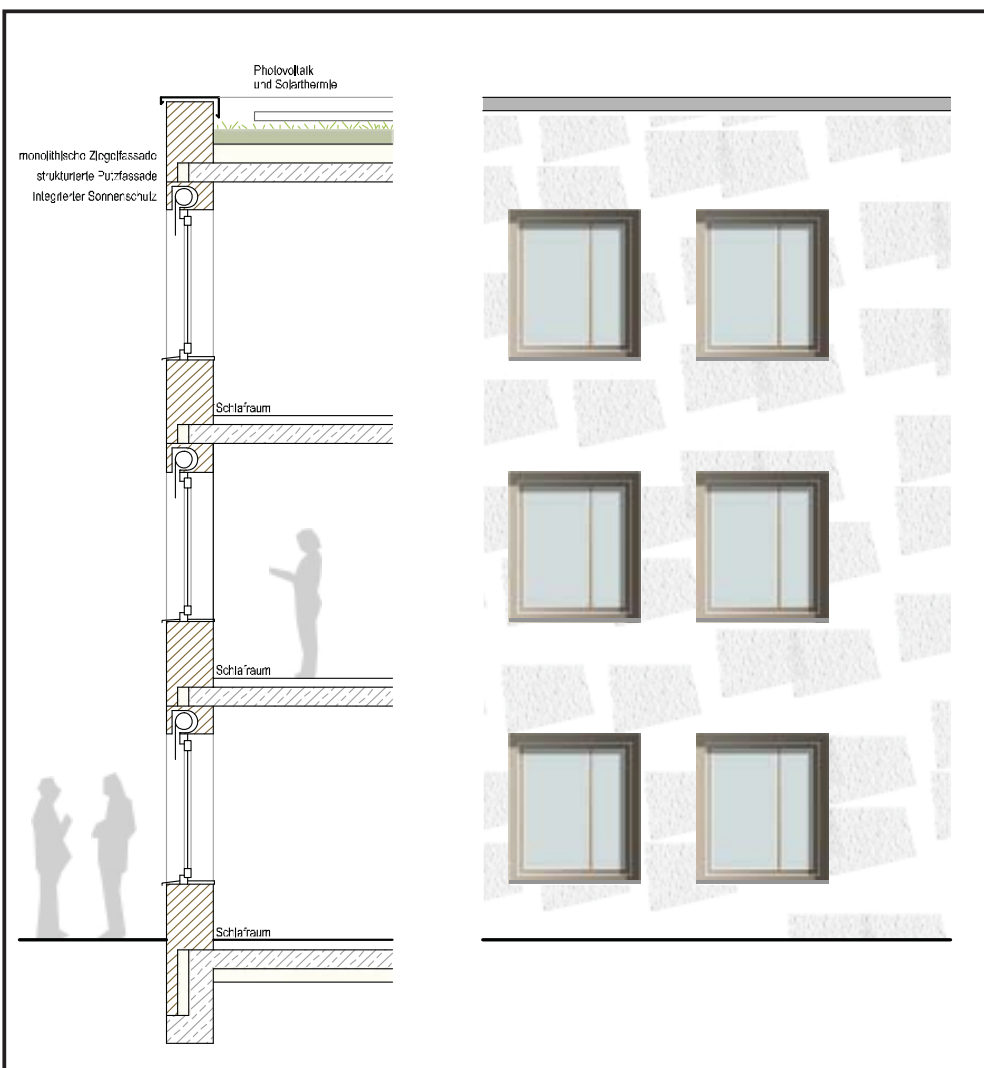 Photovoltaik
und Solarthermie
monolithische Ziegelfassade
strukturierte Putzfassade
integrierter Sonnenschutz
Schlafraum
Schlafraum
Schlafraum